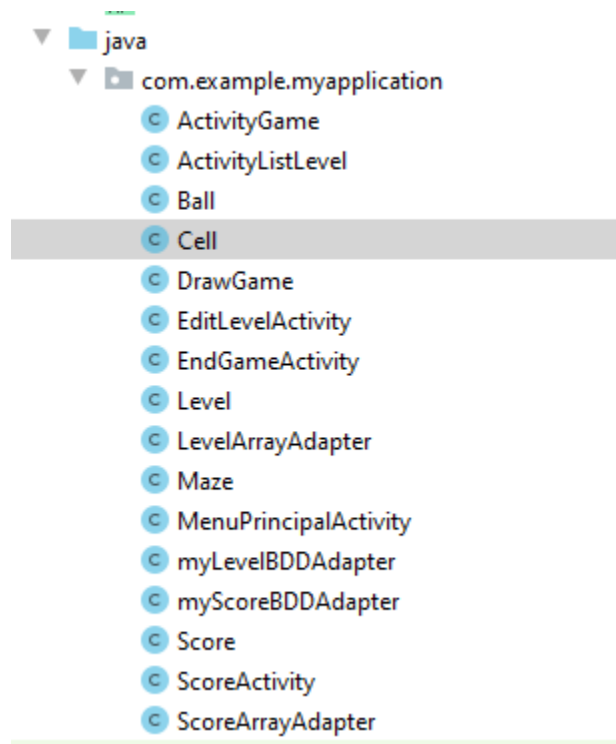 java
com.example.myapplication
C ActivityGame
C ActivityListLevel
C Ball
C Cell
C DrawGame
C EditLevelActivity
C EndGameActivity
C Level
C LevelArrayAdapter
C Maze
C MenuPrincipalActivity
C myLevelBDDAdapter
C myScoreBDDAdapter
C Score
C ScoreActivity
C ScoreArrayAdapter